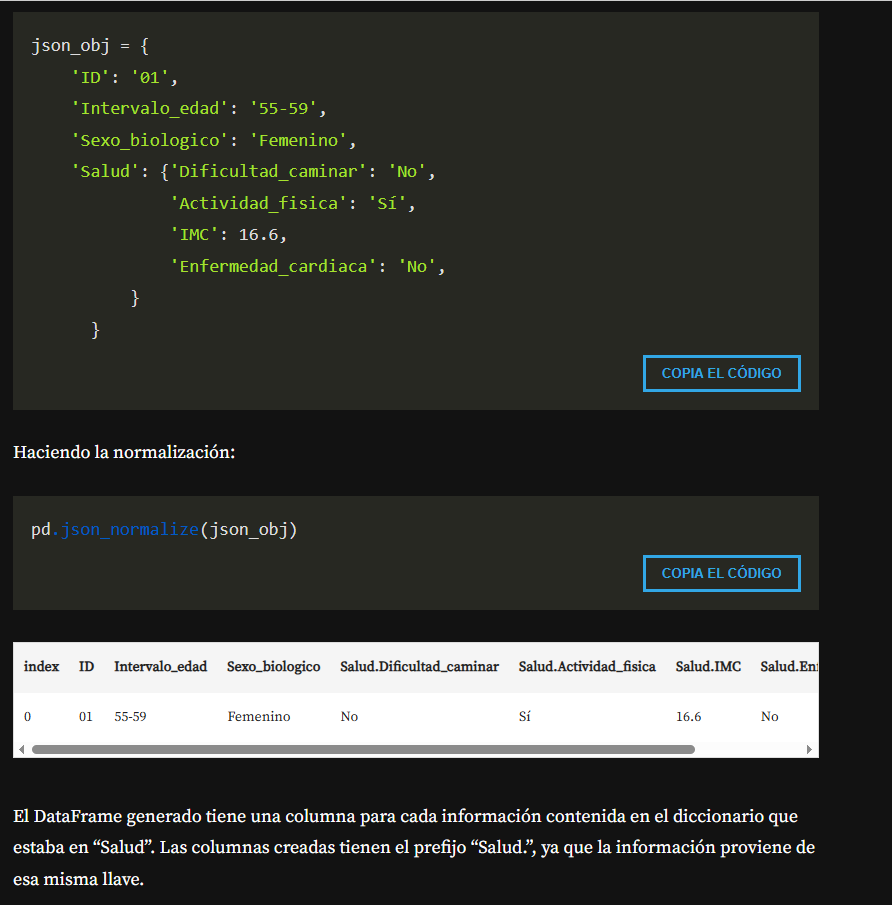 json_obj = {
    'ID': '01',
    'Intervalo_edad': '55-59',
    'Sexo_biologico': 'Femenino',
    'Salud': {'Dificultad_caminar': 'No',
              'Actividad_fisica': 'Sí',
              'IMC': 16.6,
              'Enfermedad_cardiaca': 'No',
          }
      }
COPIA EL CÓDIGO
Haciendo la normalización:
pd.json_normalize(json_obj)
COPIA EL CÓDIGO
index ID Intervalo_edad Sexo_biologico Salud.Dificultad_caminar Salud.Actividad_fisica Salud.IMC Salud.En
0 01 55-59 Femenino No Sí 16.6 No
El DataFrame generado tiene una columna para cada información contenida en el diccionario que
estaba en “Salud”. Las columnas creadas tienen el prefijo “Salud.”, ya que la información proviene de
esa misma llave.